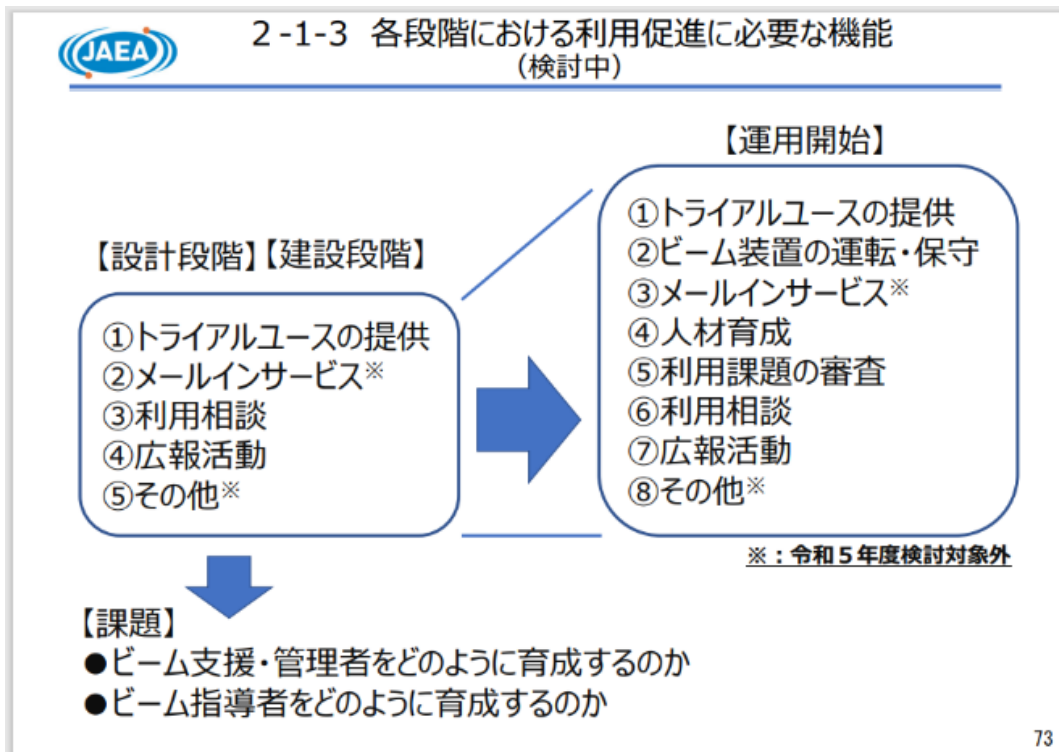 JAEA
2-1-3 各段階における利用促進に必要な機能
（検討中）
【設計段階】【建設段階】
①トライアルユースの提供
②メールインサービス※
③利用相談
④広報活動
⑤その他※
【運用開始】
①トライアルユースの提供
②ビーム装置の運転・保守
③メールインサービス※
④人材育成
⑤利用課題の審査
⑥利用相談
⑦広報活動
⑧その他※
※：令和５年度検討対象外
【課題】
●ビーム支援・管理者をどのように育成するのか
●ビーム指導者をどのように育成するのか
73